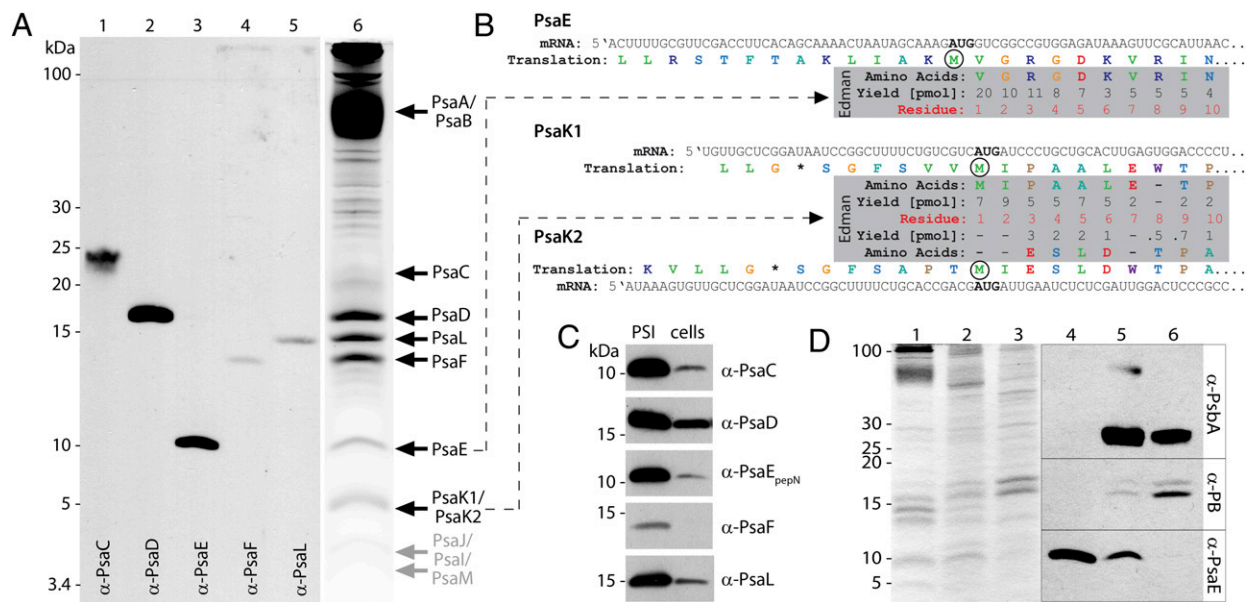 A
1 2 3 4 5 6
kDa
100
30
25
20
15
10
5
3.4
α-PsaC
α-PsaD
α-PsaE
α-PsaF
α-PsaL
PsaA/
PsaB
PsaC
PsaD
PsaL
PsaF
PsaE
PsaK1/
PsaK2
PsaJ/
PsaI/
PsaM
B
PsaE
mRNA: 5'ACUUUUGCGUUCGACCUUCACAGCAAAACUAAUAGCAAAGAUGGUCGGCCGUGGAGAUAAAGUUCGCAUUAAC....
Translation: L L R S T F T A K L I A K M V G R G D K V R I N....
Edman
Amino Acids: V G R G D K V R I N
Yield [pmol]: 20 10 11 8 7 3 5 5 5 4
Residue: 1 2 3 4 5 6 7 8 9 10
PsaK1
mRNA: 5'UGUUGCUCGGAUAAUCCGGCUUUUCUGUCGUCAUGAUCCCUGCUGCACUUGAGUGGACCCCU....
Translation: L L G * S G F S V V M I P A A L E W T P....
Edman
Amino Acids: M I P A A L E - T P
Yield [pmol]: 7 9 5 5 7 5 2 - 2 2
Residue: 1 2 3 4 5 6 7 8 9 10
Yield [pmol]: - - 3 2 2 1 - .5 .7 1
Amino Acids: - - E S L D - T P A
PsaK2
Translation: K V L L G * S G F S A P T M I E S L D W T P A....
mRNA: 5'AUAAAGUGUUGCUCGGAUAAUCCGGCUUUUCUGCACCGACGAUGAUUGAAUCUCUCGAUUGGACUCCCGCC....
C
kDa PSI cells
10 α-PsaC
15 α-PsaD
10 α-PsaEpepN
15 α-PsaF
15 α-PsaL
D
1 2 3 4 5 6
100
30
25
20
15
10
5
α-PsbA
α-PB
α-PsaE